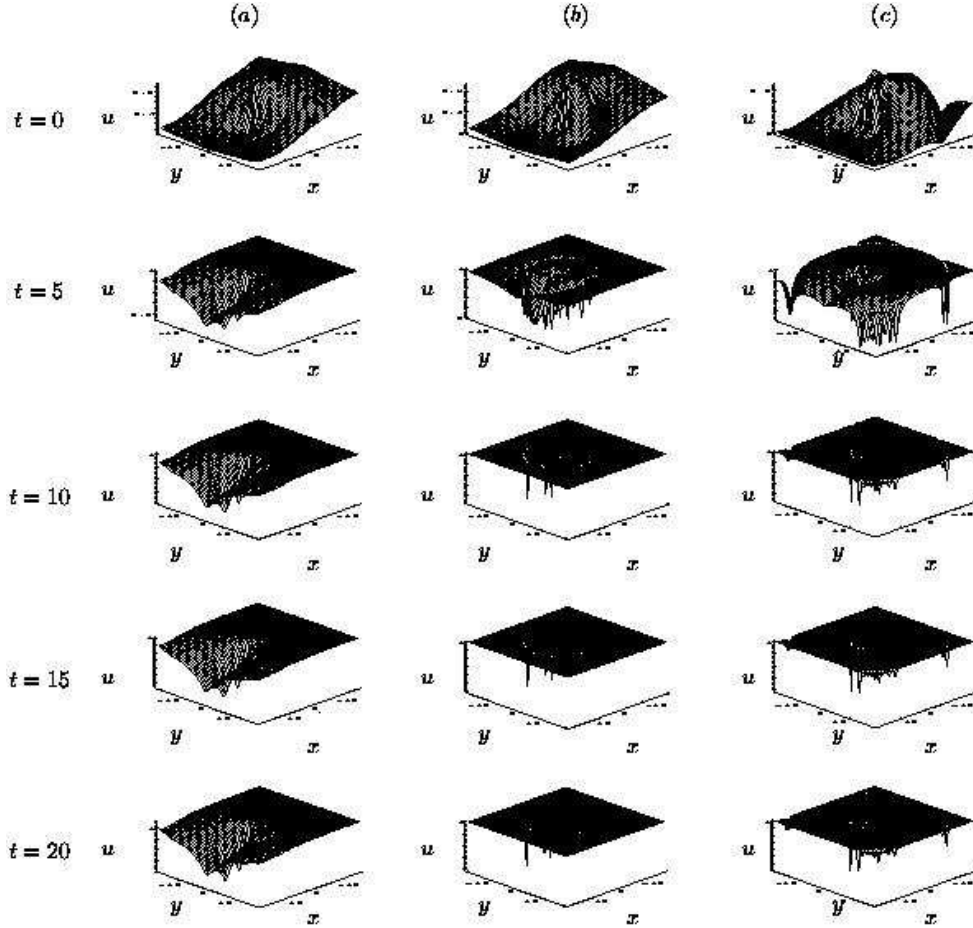 (a) (b) (c)
t = 0 u u u
y x y x y x
t = 5 u u u
y x y x y x
t = 10 u u u
y x y x y x
t = 15 u u u
y x y x y x
t = 20 u u u
y x y x y x